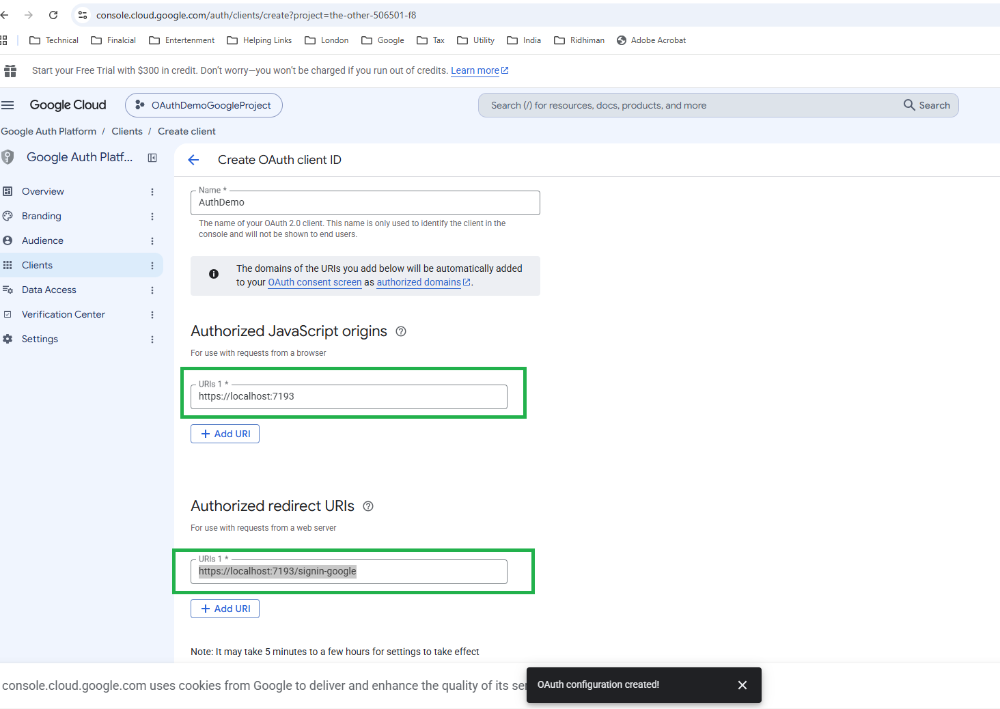 console.cloud.google.com/auth/clients/create?project=the-other-506501-f8
Technical Finalcial Entertenment Helping Links London Google Tax Utility India Ridhiman Adobe Acrobat
Start your Free Trial with $300 in credit. Don't worry—you won't be charged if you run out of credits. Learn more
Google Cloud OAuthDemoGoogleProject Search (/) for resources, docs, products, and more Search
Google Auth Platform / Clients / Create client
Google Auth Platf...
Overview
Branding
Audience
Clients
Data Access
Verification Center
Settings
Create OAuth client ID
Name *
AuthDemo
The name of your OAuth 2.0 client. This name is only used to identify the client in the
console and will not be shown to end users.
The domains of the URIs you add below will be automatically added
to your OAuth consent screen as authorized domains.
Authorized JavaScript origins
For use with requests from a browser
URIs 1 *
https://localhost:7193
Add URI
Authorized redirect URIs
For use with requests from a web server
URIs 1 *
https://localhost:7193/signin-google
Add URI
Note: It may take 5 minutes to a few hours for settings to take effect
console.cloud.google.com uses cookies from Google to deliver and enhance the quality of its
OAuth configuration created!